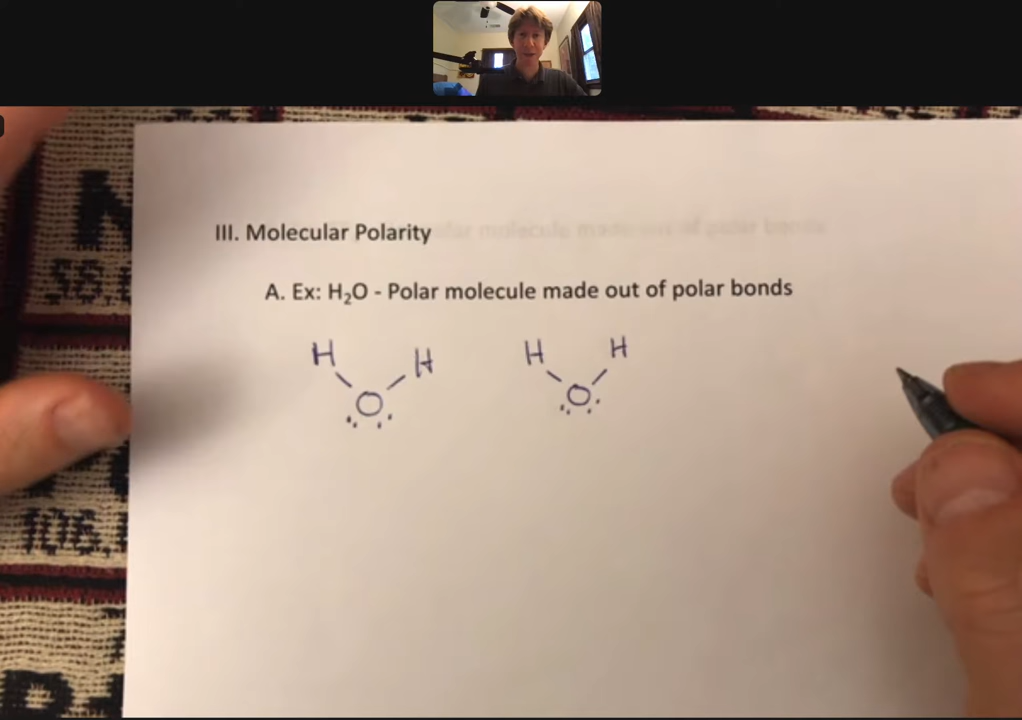 III. Molecular Polarity
A. Ex: H₂O - Polar molecule made out of polar bonds
H H H H
O O